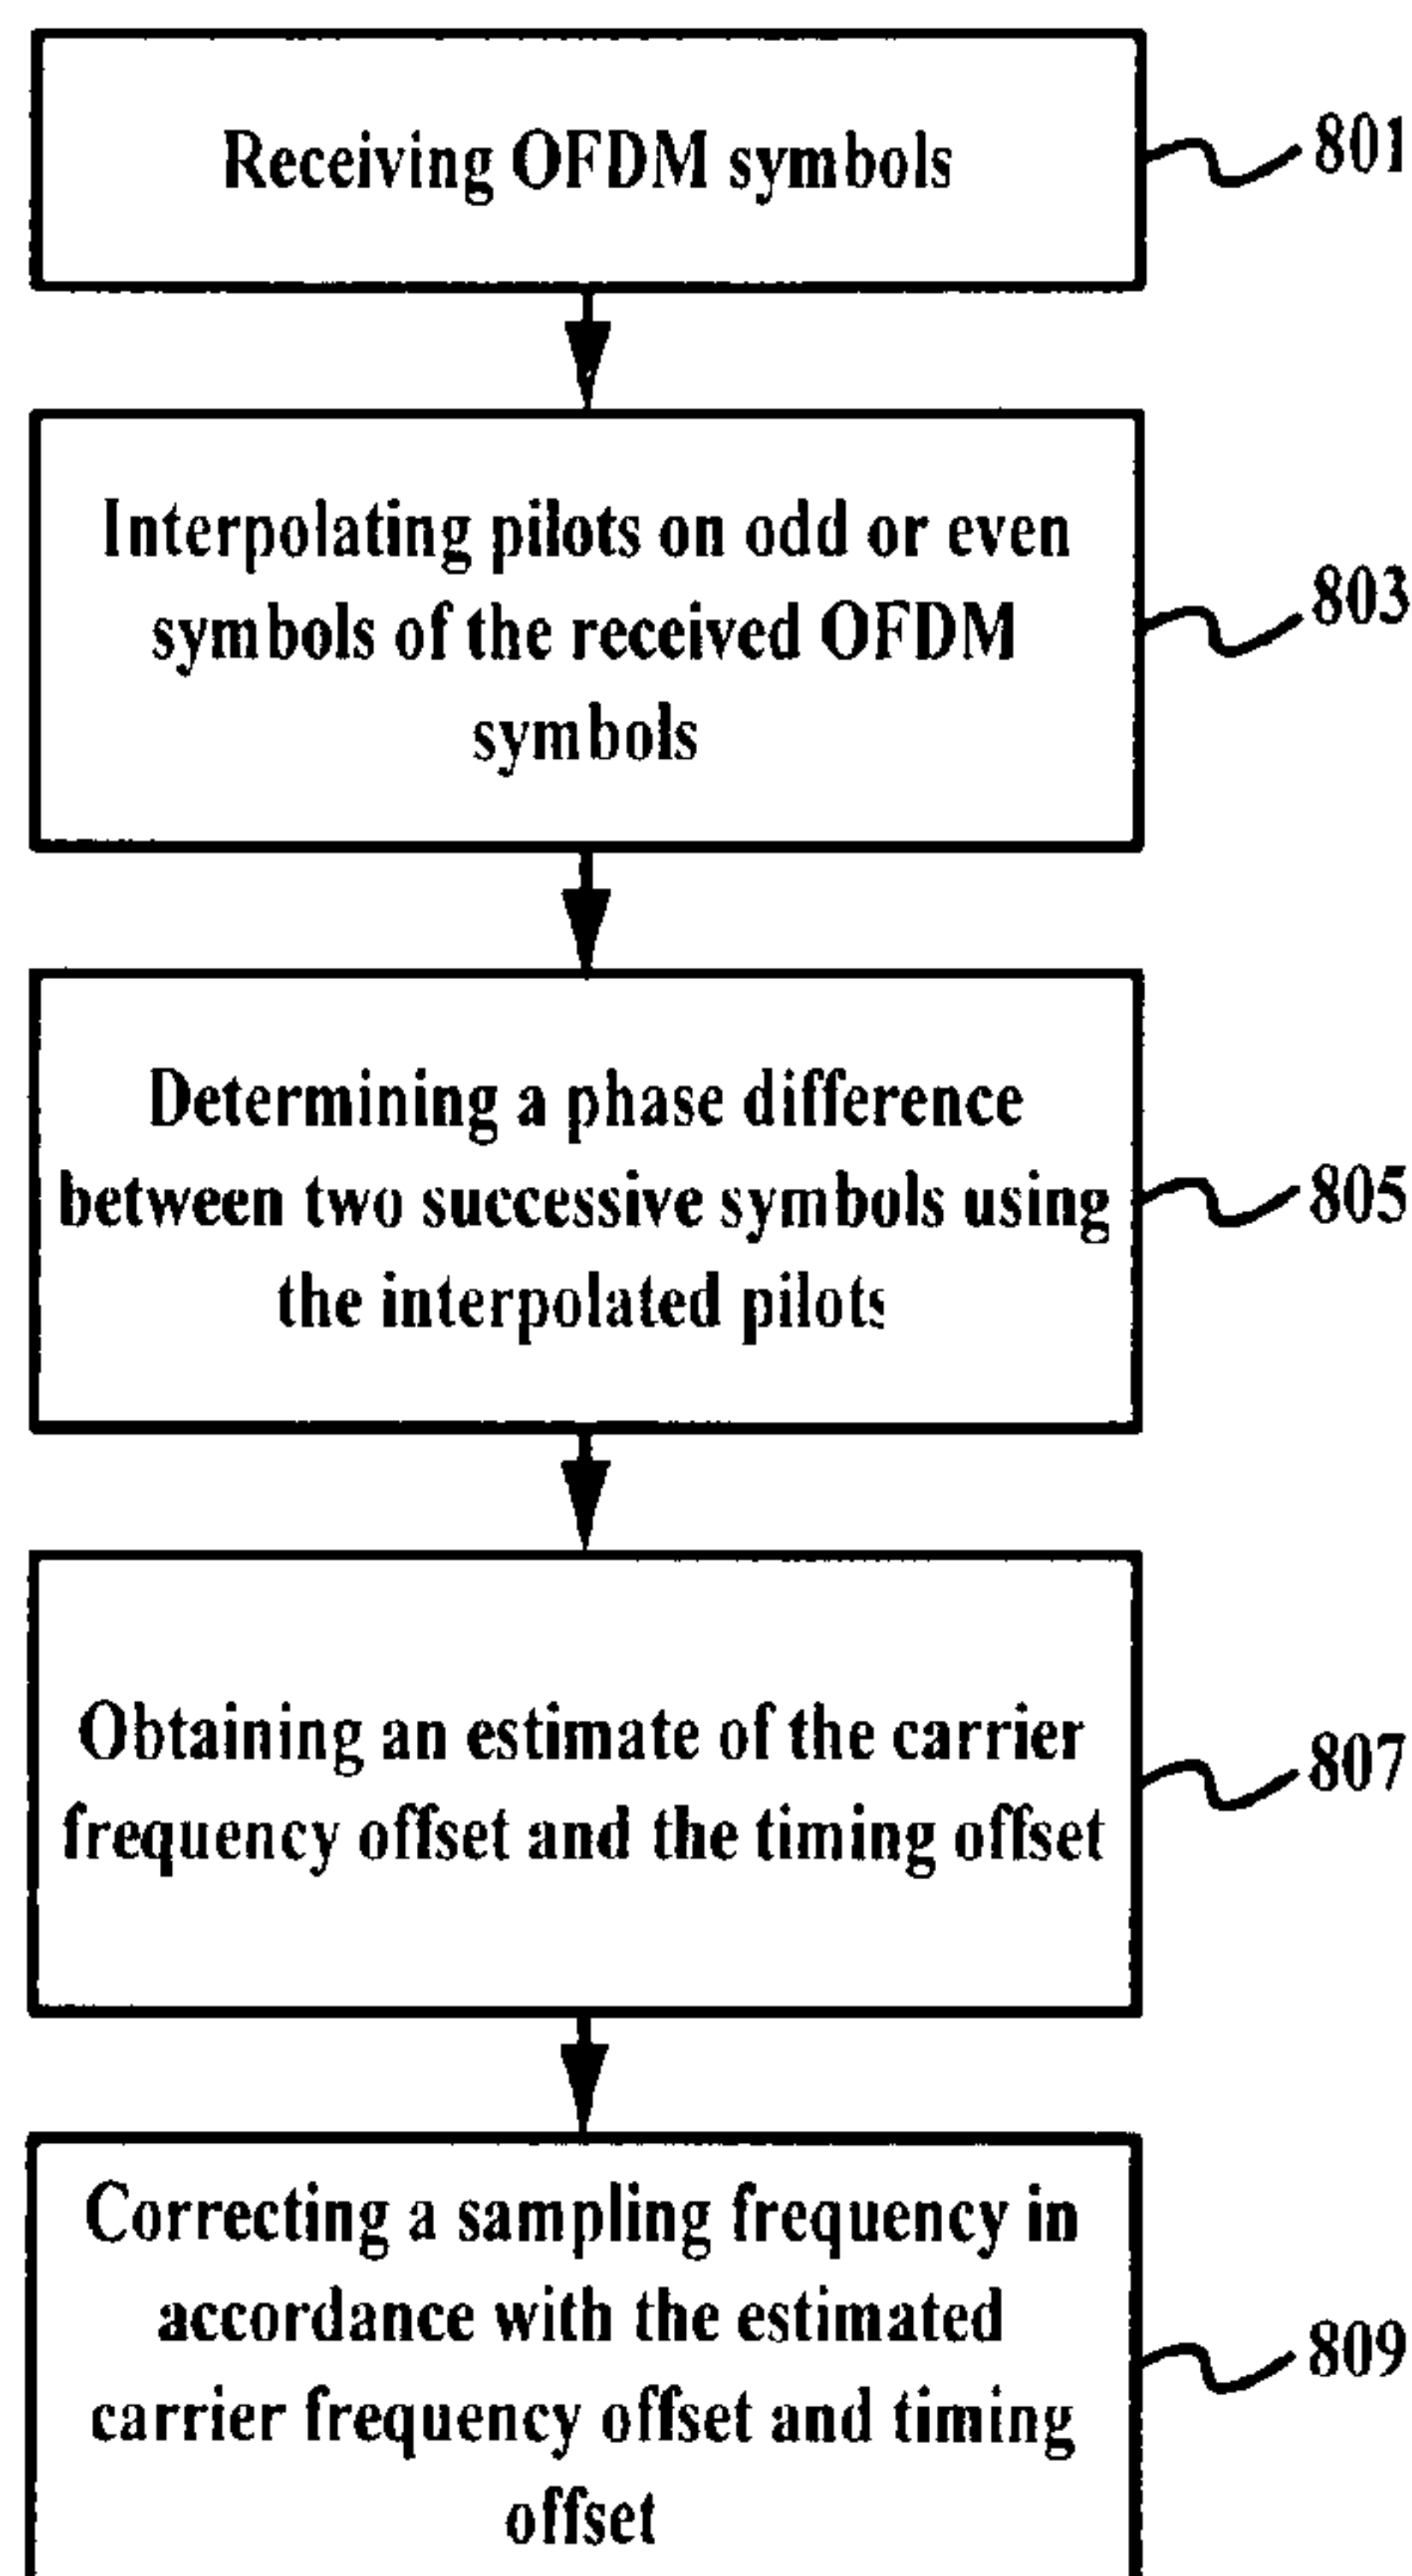 Receiving OFDM symbols
801
Interpolating pilots on odd or even
symbols of the received OFDM
symbols
803
Determining a phase difference
between two successive symbols using
the interpolated pilots
805
Obtaining an estimate of the carrier
frequency offset and the timing offset
807
Correcting a sampling frequency in
accordance with the estimated
carrier frequency offset and timing
offset
809